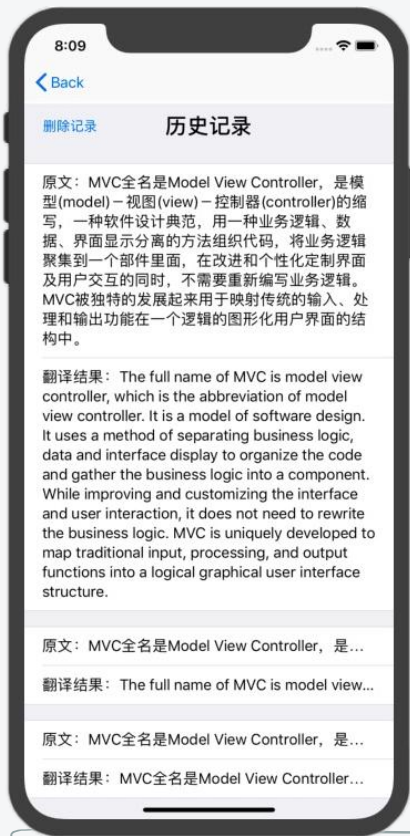 8:09
Back
删除记录
历史记录
原文：MVC全名是Model View Controller，是模
型(model)－视图(view)－控制器(controller)的缩
写，一种软件设计典范，用一种业务逻辑、数
据、界面显示分离的方法组织代码，将业务逻辑
聚集到一个部件里面，在改进和个性化定制界面
及用户交互的同时，不需要重新编写业务逻辑。
MVC被独特的发展起来用于映射传统的输入、处
理和输出功能在一个逻辑的图形化用户界面的结
构中。
翻译结果：The full name of MVC is model view
controller, which is the abbreviation of model
view controller. It is a model of software design.
It uses a method of separating business logic,
data and interface display to organize the code
and gather the business logic into a component.
While improving and customizing the interface
and user interaction, it does not need to rewrite
the business logic. MVC is uniquely developed to
map traditional input, processing, and output
functions into a logical graphical user interface
structure.
原文：MVC全名是Model View Controller，是...
翻译结果：The full name of MVC is model view...
原文：MVC全名是Model View Controller，是...
翻译结果：MVC全名是Model View Controller...